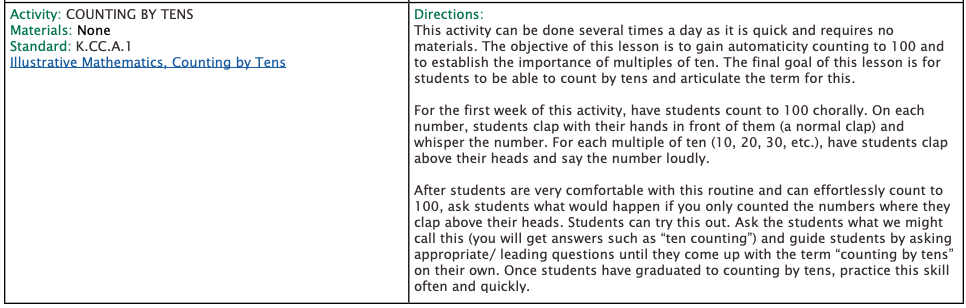 Activity: COUNTING BY TENS
Materials: None
Standard: K.CC.A.1
Illustrative Mathematics, Counting by Tens
Directions:
This activity can be done several times a day as it is quick and requires no
materials. The objective of this lesson is to gain automaticity counting to 100 and
to establish the importance of multiples of ten. The final goal of this lesson is for
students to be able to count by tens and articulate the term for this.
For the first week of this activity, have students count to 100 chorally. On each
number, students clap with their hands in front of them (a normal clap) and
whisper the number. For each multiple of ten (10, 20, 30, etc.), have students clap
above their heads and say the number loudly.
After students are very comfortable with this routine and can effortlessly count to
100, ask students what would happen if you only counted the numbers where they
clap above their heads. Students can try this out. Ask the students what we might
call this (you will get answers such as “ten counting”) and guide students by asking
appropriate/ leading questions until they come up with the term “counting by tens”
on their own. Once students have graduated to counting by tens, practice this skill
often and quickly.